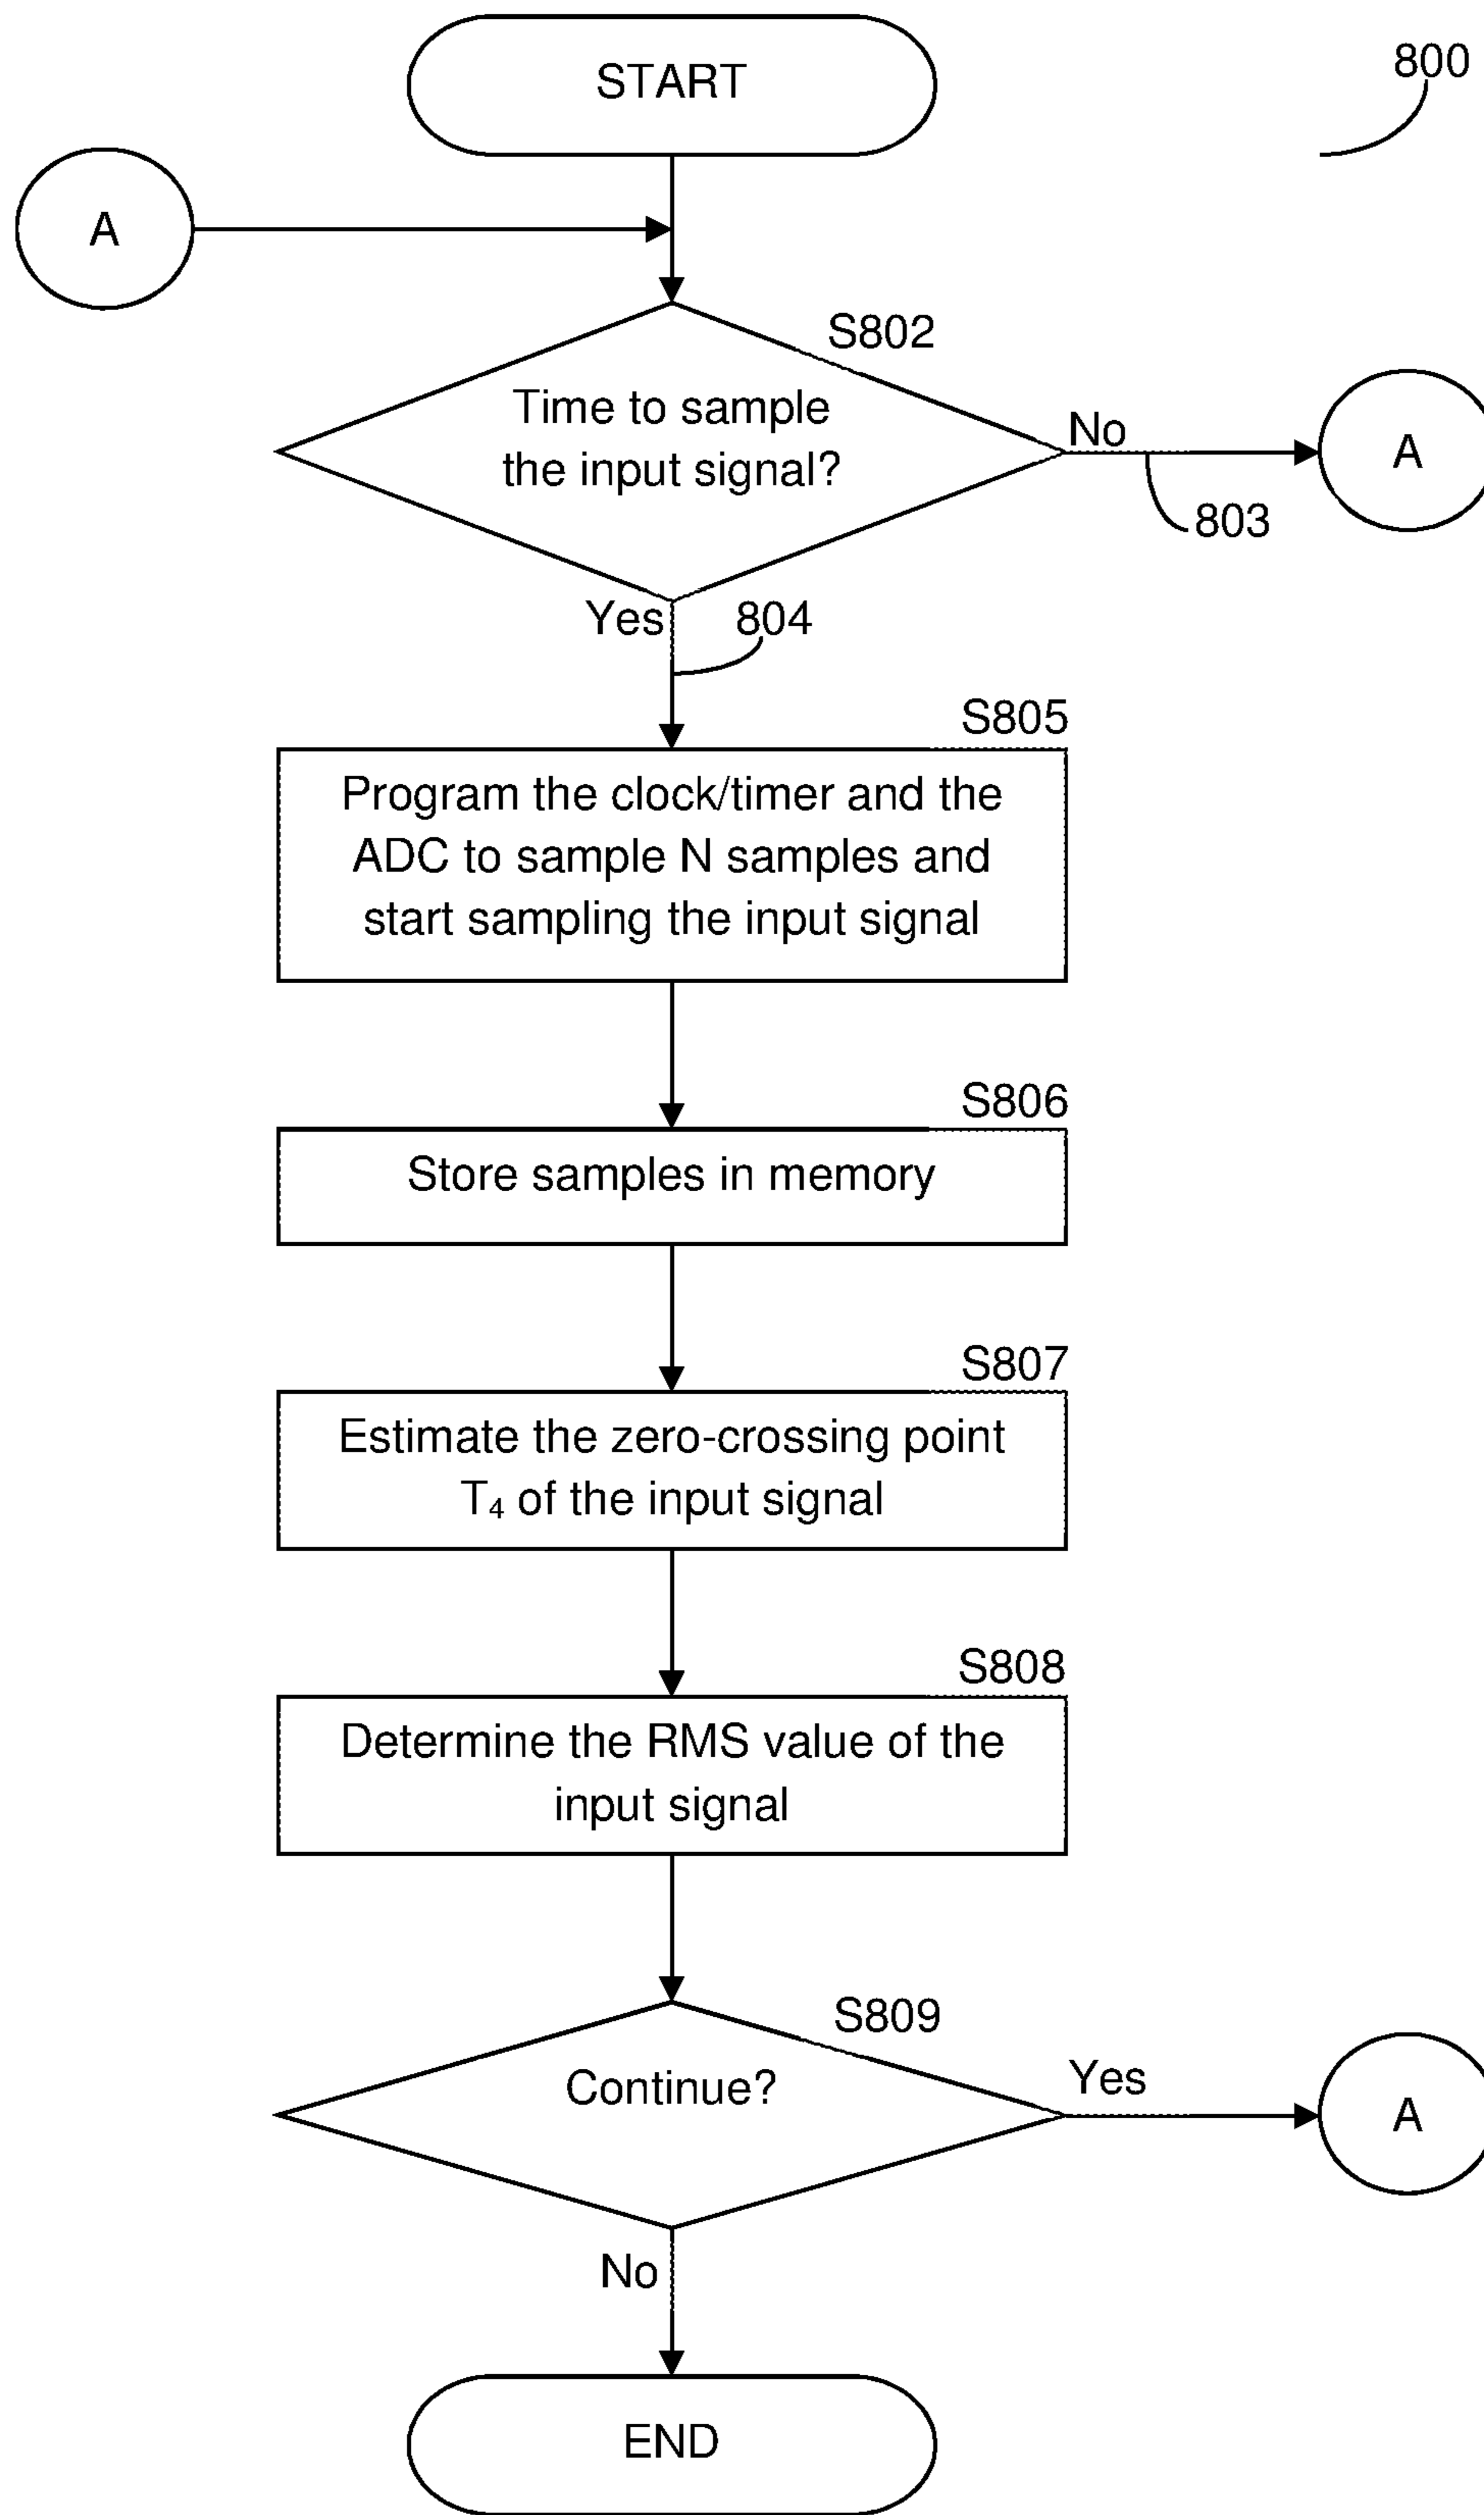 START
800
A
S802
Time to sample
the input signal?
No
A
803
Yes
804
S805
Program the clock/timer and the
ADC to sample N samples and
start sampling the input signal
S806
Store samples in memory
S807
Estimate the zero-crossing point
T₄ of the input signal
S808
Determine the RMS value of the
input signal
S809
Continue?
Yes
A
No
END